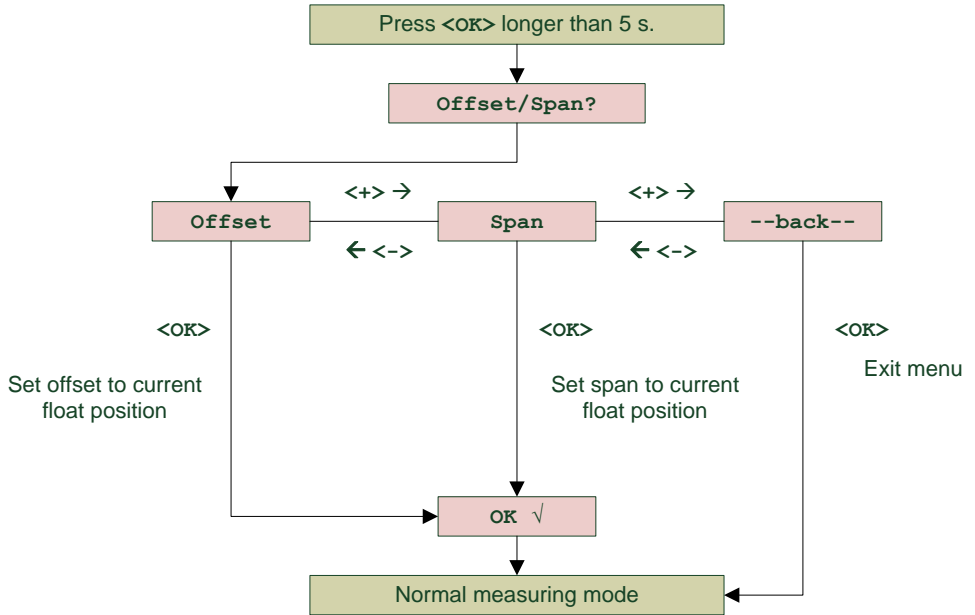 Press <OK> longer than 5 s.
Offset/Span?
<+> →
<+> →
Offset
Span
--back--
← <->
← <->
<OK>
<OK>
<OK>
Set offset to current
float position
Set span to current
float position
Exit menu
OK √
Normal measuring mode